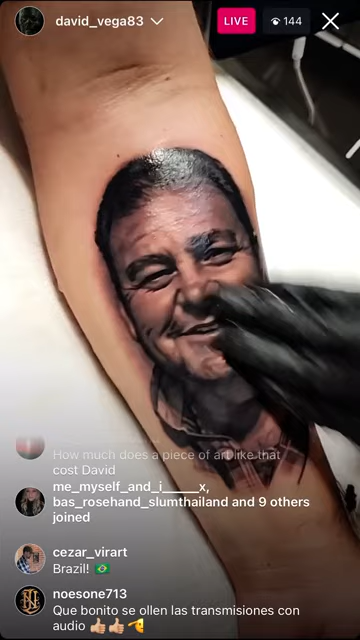 david_vega83
LIVE
144
How much does a piece of art like that
cost David
me_myself_and_i_____x,
bas_rosehand_slumthailand and 9 others
joined
cezar_virart
Brazil! 🇧🇷
noesone713
Que bonito se ollen las transmisiones con
audio 👍🏼👍🏼🤜